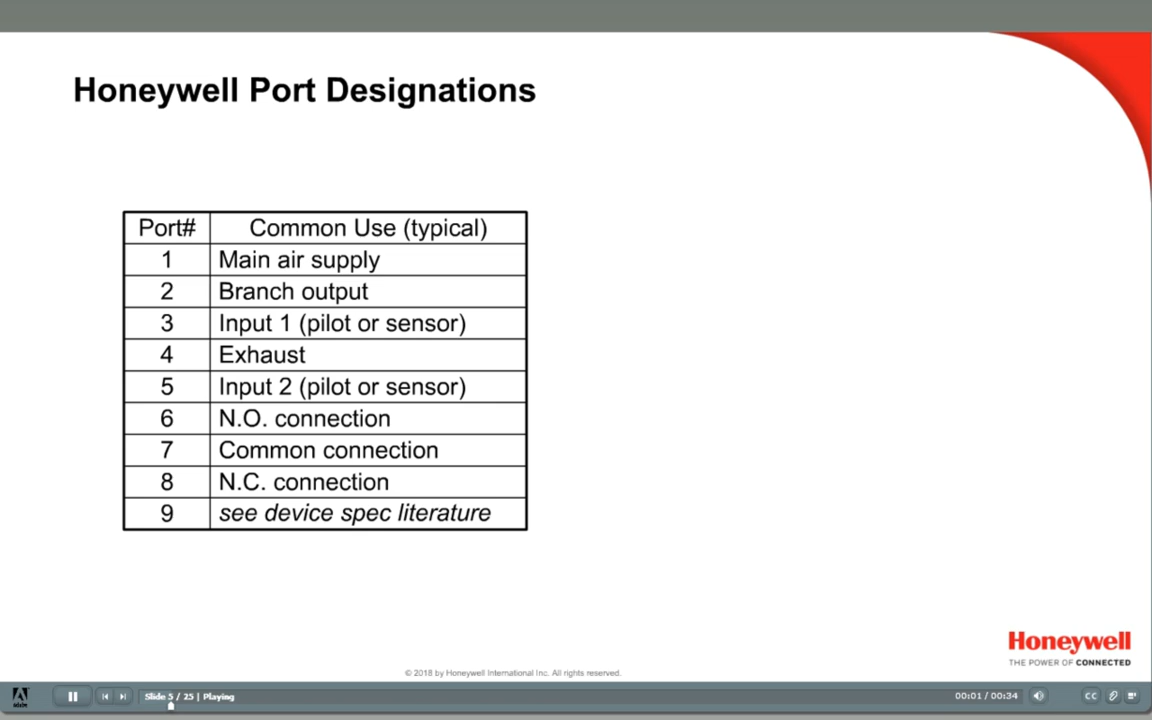 Honeywell Port Designations
Port# Common Use (typical)
1 Main air supply
2 Branch output
3 Input 1 (pilot or sensor)
4 Exhaust
5 Input 2 (pilot or sensor)
6 N.O. connection
7 Common connection
8 N.C. connection
9 see device spec literature
Honeywell
THE POWER OF CONNECTED
© 2018 by Honeywell International Inc. All rights reserved.
Slide 5 / 25 | Playing
00:01 / 00:34
CC